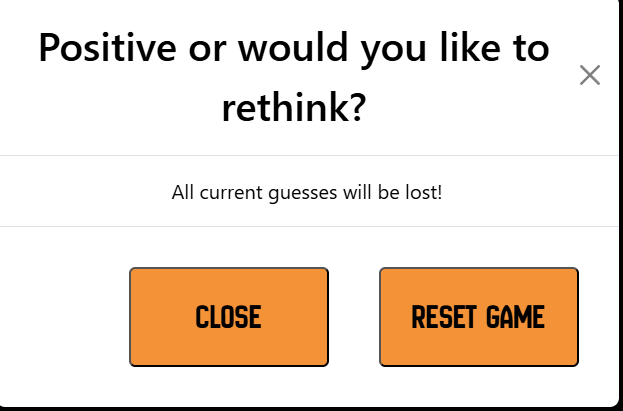 Positive or would you like to
rethink?
All current guesses will be lost!
CLOSE
RESET GAME